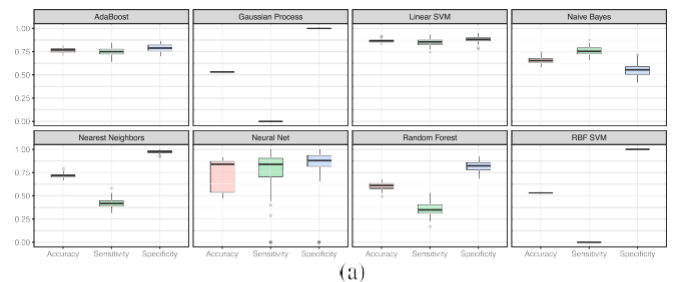 AdaBoost Gaussian Process Linear SVM Naive Bayes
1.00
0.75
0.50
0.25
0.00
Nearest Neighbors Neural Net Random Forest RBF SVM
1.00
0.75
0.50
0.25
0.00
Accuracy Sensitivity Specificity Accuracy Sensitivity Specificity Accuracy Sensitivity Specificity Accuracy Sensitivity Specificity
(a)